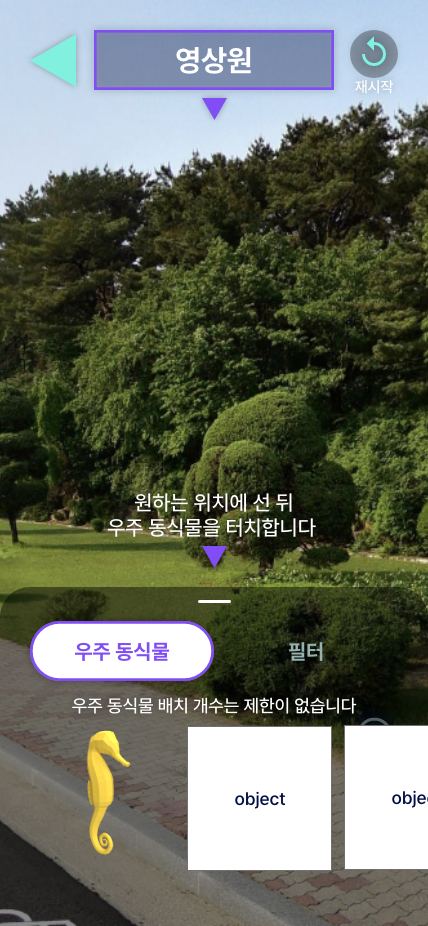 영상원
재시작
원하는 위치에 선 뒤
우주 동식물을 터치합니다
우주 동식물
필터
우주 동식물 배치 개수는 제한이 없습니다
object
obje